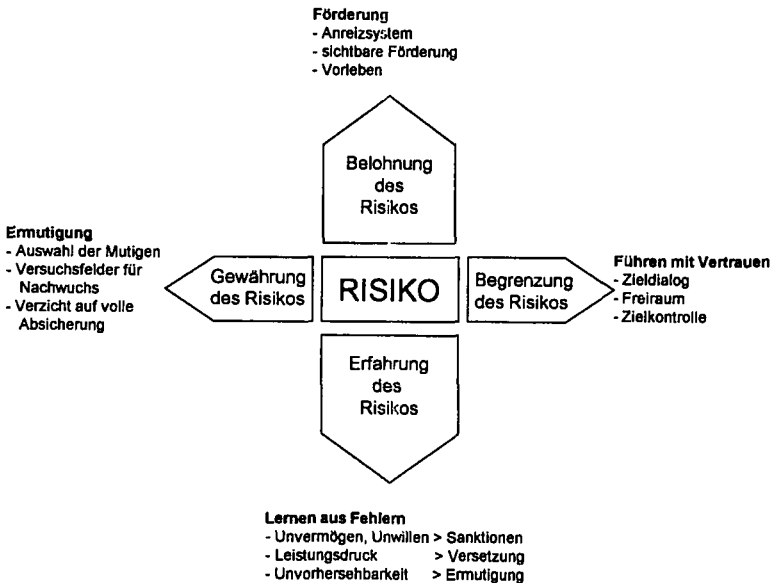 Förderung
- Anreizsystem
- sichtbare Förderung
- Vorleben
Belohnung
des
Risikos
Ermutigung
- Auswahl der Mutigen
- Versuchsfelder für
Nachwuchs
- Verzicht auf volle
Absicherung
Gewährung
des Risikos
RISIKO
Begrenzung
des Risikos
Führen mit Vertrauen
- Zieldialog
- Freiraum
- Zielkontrolle
Erfahrung
des
Risikos
Lernen aus Fehlern
- Unvermögen, Unwillen > Sanktionen
- Leistungsdruck > Versetzung
- Unvorhersehbarkeit > Ermutigung